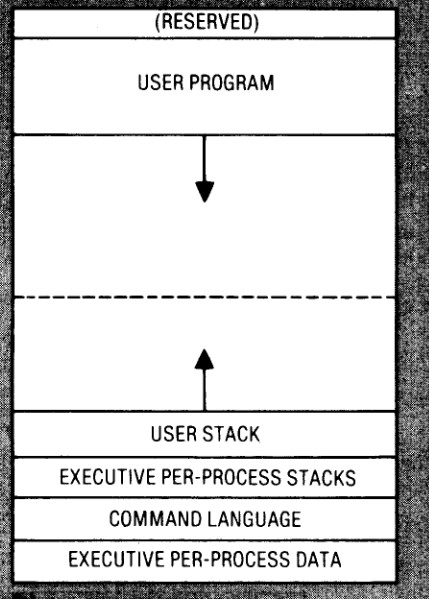 (RESERVED)
USER PROGRAM
USER STACK
EXECUTIVE PER-PROCESS STACKS
COMMAND LANGUAGE
EXECUTIVE PER-PROCESS DATA